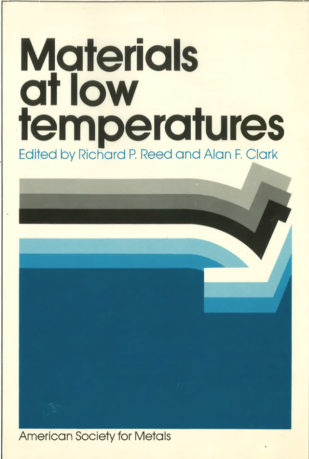 Materials
at low
temperatures
Edited by Richard P. Reed and Alan F. Clark
American Society for Metals